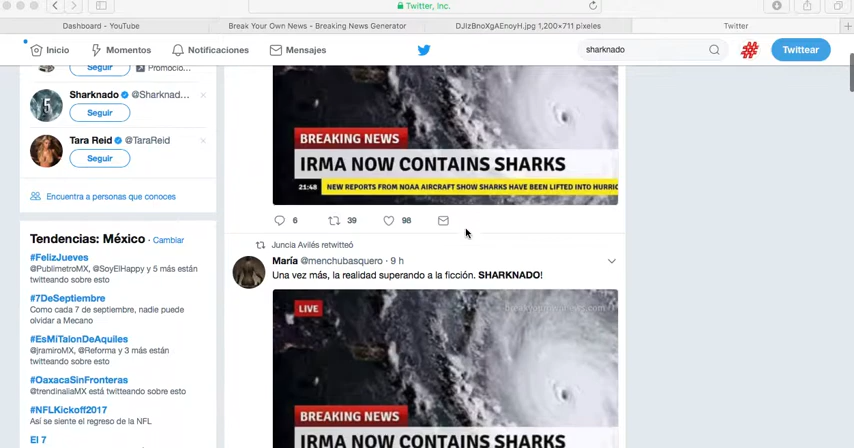 Twitter, Inc.
Dashboard - YouTube
Break Your Own News - Breaking News Generator
DJIzBnoXgAEnoyH.jpg 1,200×711 pixeles
Twitter
Inicio
Momentos
Notificaciones
Mensajes
sharknado
Twittear
Seguir
Promocio...
Sharknado @Sharknad...
5
Seguir
Tara Reid @TaraReid
Seguir
Encuentra a personas que conoces
Tendencias: México · Cambiar
#FelizJueves
@PublimetroMX, @SoyElHappy y 5 más están
twitteando sobre esto
#7DeSeptiembre
Como cada 7 de septiembre, nadie puede
olvidar a Mecano
#EsMiTalonDeAquiles
@jramiroMX, @Reforma y 3 más están
twitteando sobre esto
#OaxacaSinFronteras
@trendinaliaMX está twitteando sobre esto
#NFLKickoff2017
Así se siente el regreso de la NFL
El 7
BREAKING NEWS
IRMA NOW CONTAINS SHARKS
21:48 NEW REPORTS FROM NOAA AIRCRAFT SHOW SHARKS HAVE BEEN LIFTED INTO HURRIC
6
39
98
Juncia Avilés retwitteó
María @menchubasquero · 9 h
Una vez más, la realidad superando a la ficción. SHARKNADO!
LIVE
breakyourownnews.com
BREAKING NEWS
IRMA NOW CONTAINS SHARKS